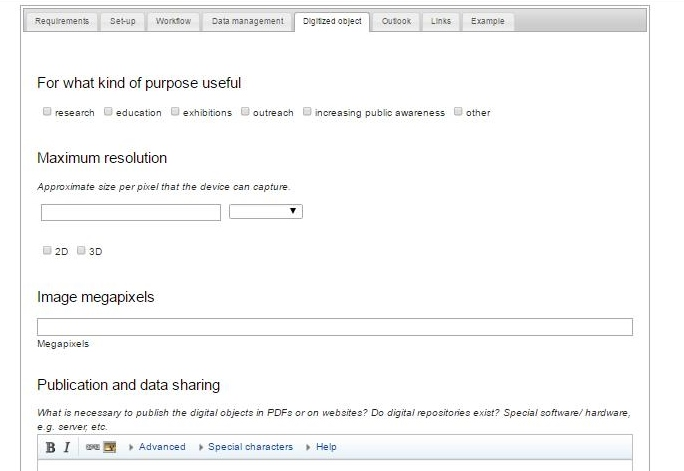 Requirements Set-up Workflow Data management Digitized object Outlook Links Example
For what kind of purpose useful
research education exhibitions outreach increasing public awareness other
Maximum resolution
Approximate size per pixel that the device can capture.
2D 3D
Image megapixels
Megapixels
Publication and data sharing
What is necessary to publish the digital objects in PDFs or on websites? Do digital repositories exist? Special software/ hardware,
e.g. server, etc.
B I Advanced Special characters Help